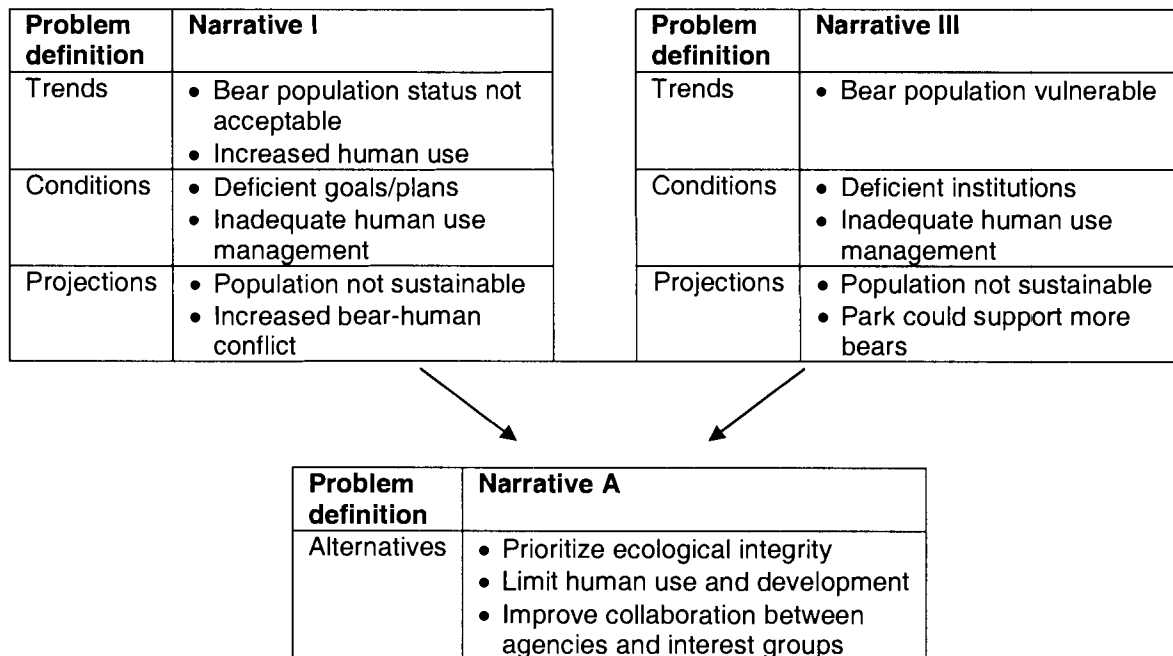 Problem definition
Narrative I
Trends
• Bear population status not
acceptable
• Increased human use
Conditions
• Deficient goals/plans
• Inadequate human use
management
Projections
• Population not sustainable
• Increased bear-human
conflict
Problem definition
Narrative III
Trends
• Bear population vulnerable
Conditions
• Deficient institutions
• Inadequate human use
management
Projections
• Population not sustainable
• Park could support more
bears
Problem definition
Narrative A
Alternatives
• Prioritize ecological integrity
• Limit human use and development
• Improve collaboration between
agencies and interest groups